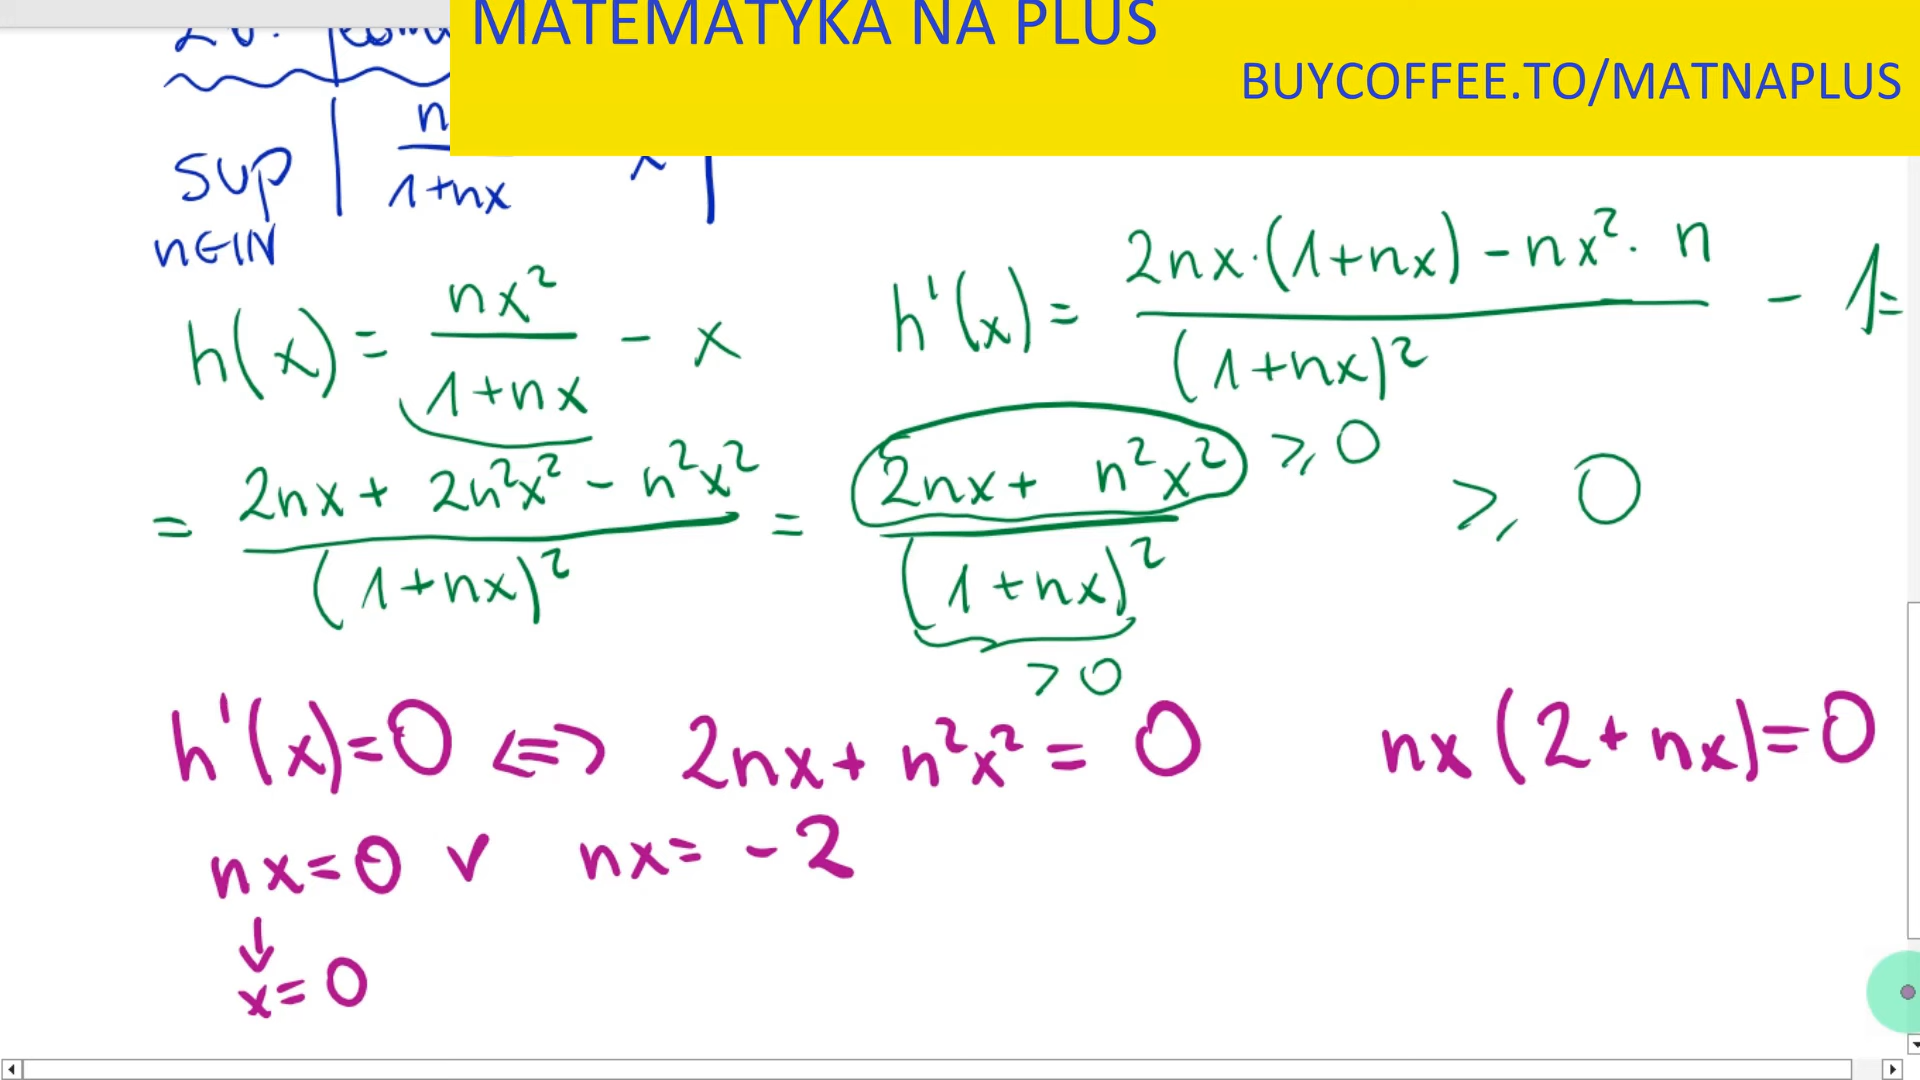 MATEMATYKA NA PLUS
BUYCOFFEE.TO/MATNAPLUS
sup | n/(1+nx) x |
n∈ℕ
h(x) = nx²/(1+nx) - x
h'(x) = (2nx·(1+nx) - nx²·n)/(1+nx)² - 1 =
= (2nx + 2n²x² - n²x²)/(1+nx)² = (2nx + n²x²)/(1+nx)² ⩾ 0 ⩾ 0
> 0
h'(x)=0 ⇔ 2nx + n²x² = 0 nx(2+nx)=0
nx=0 ∨ nx= -2
↓
x=0